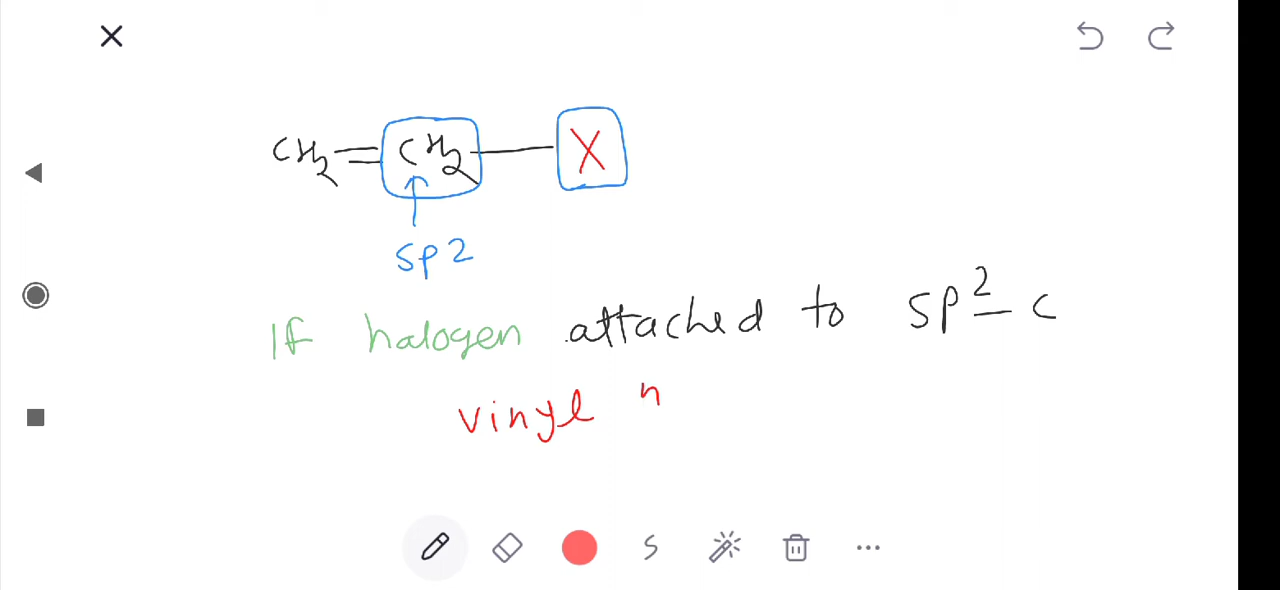 CH2=CH2—X
sp2
If halogen attached to sp2-c
vinyl h